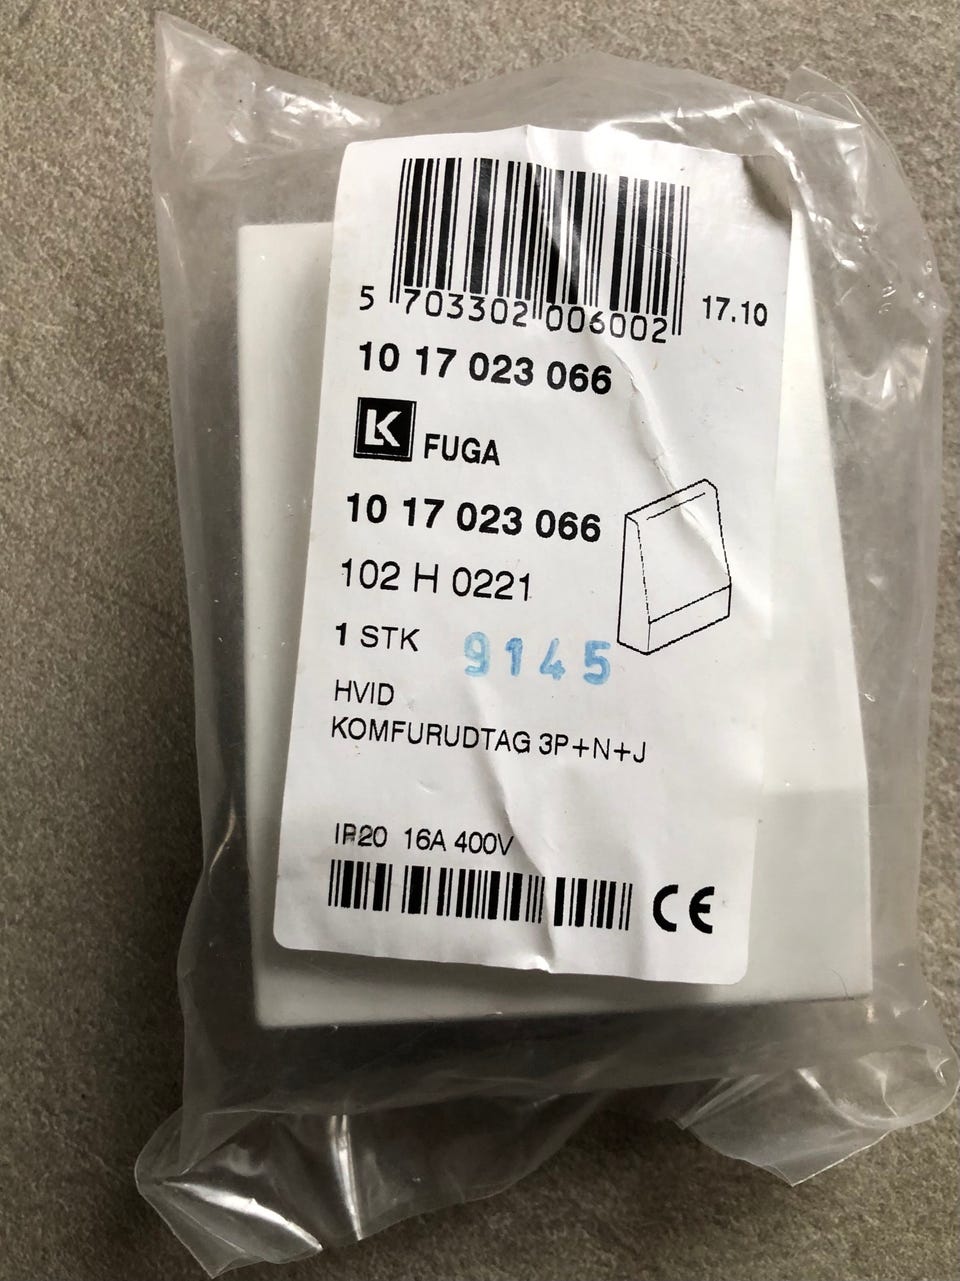 5 703302 006002 17.10
10 17 023 066
LK FUGA
10 17 023 066
102 H 0221
1 STK 9145
HVID
KOMFURUDTAG 3P+N+J
IP20 16A 400V
CE